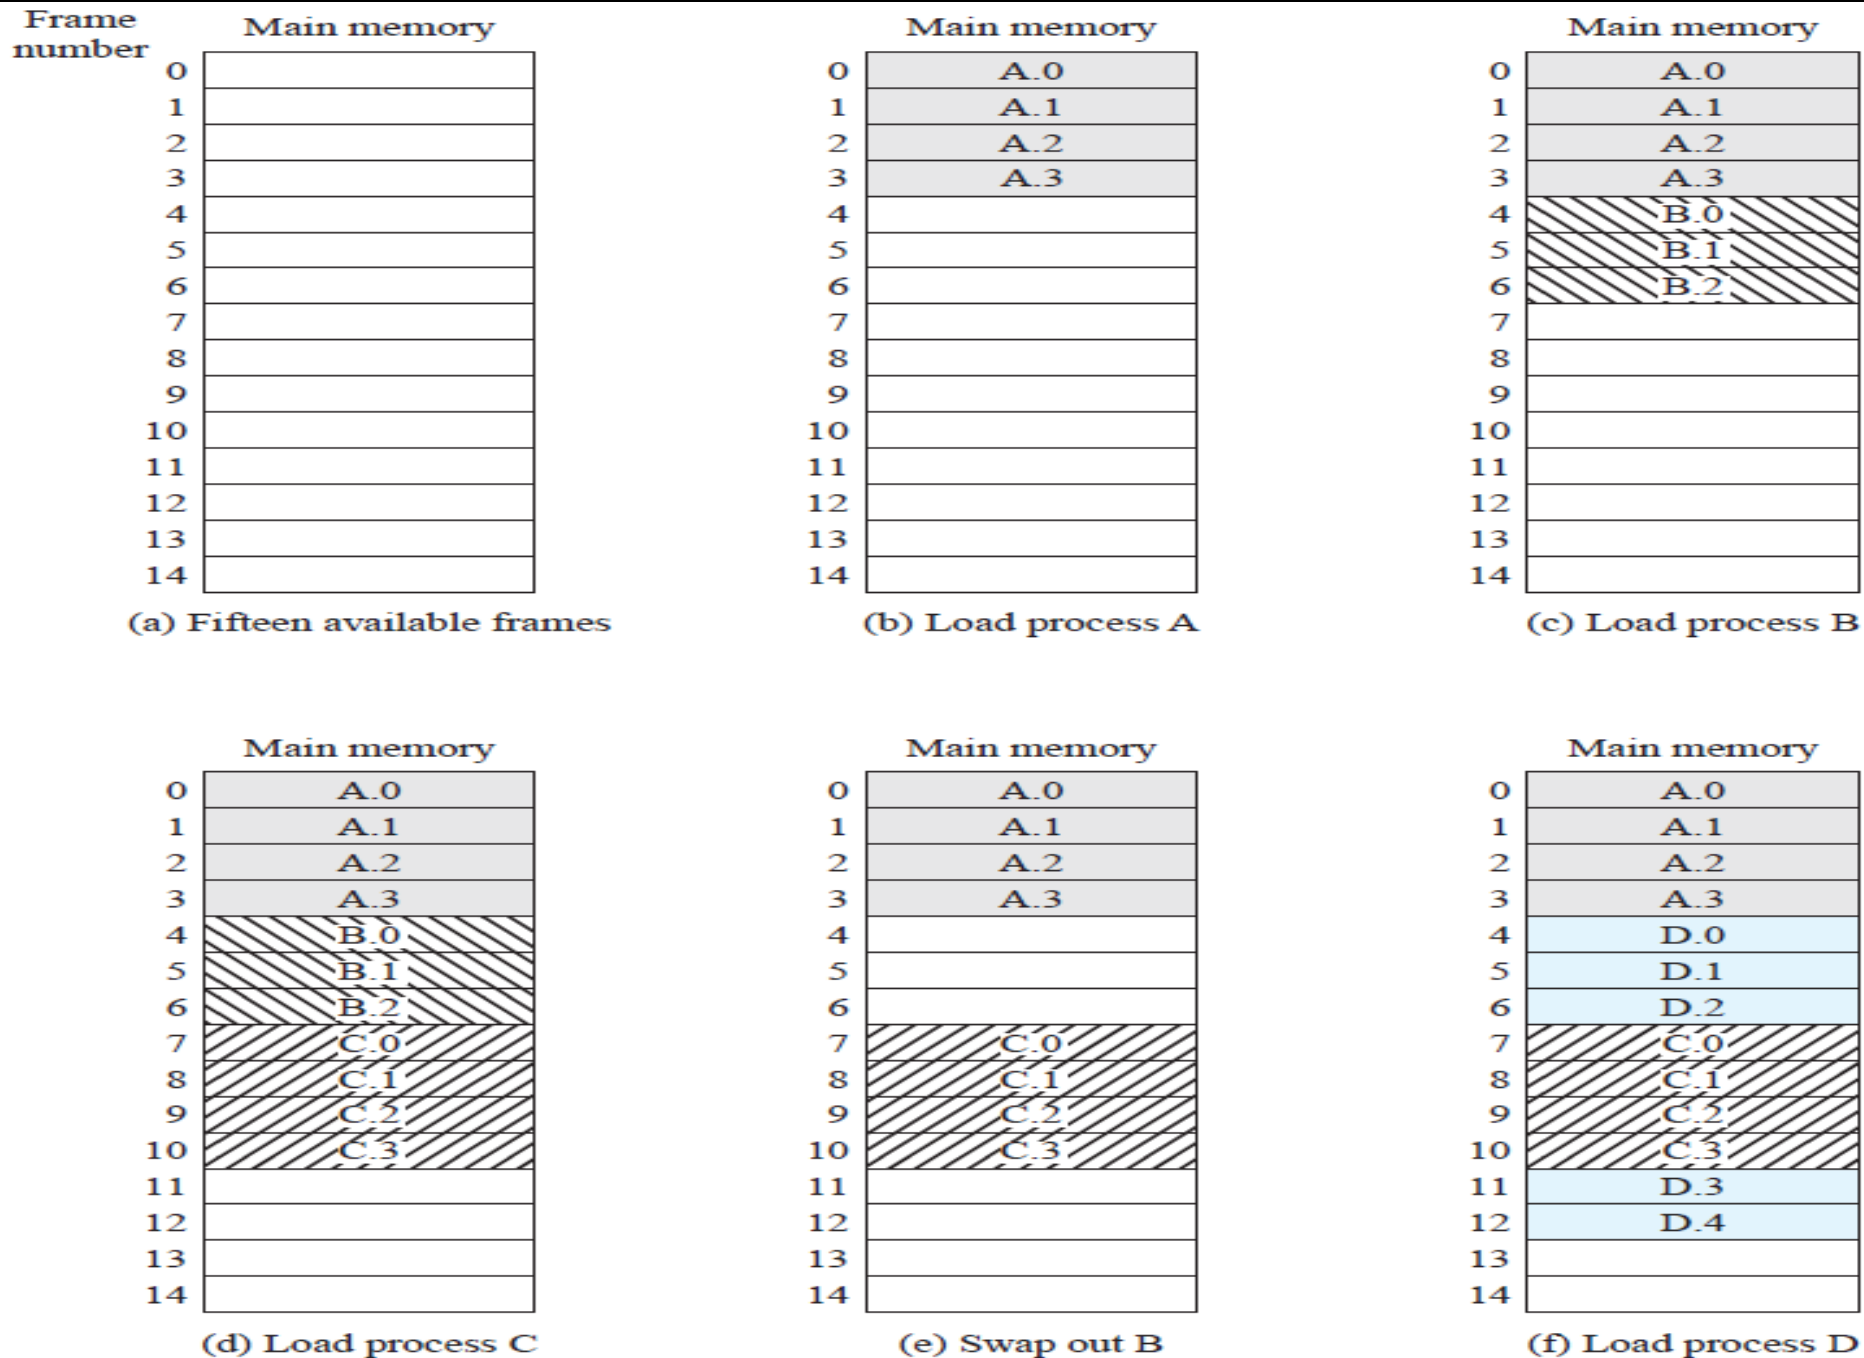 Frame
number
Main memory
0
1
2
3
4
5
6
7
8
9
10
11
12
13
14
(a) Fifteen available frames
Main memory
0 A.0
1 A.1
2 A.2
3 A.3
4
5
6
7
8
9
10
11
12
13
14
(b) Load process A
Main memory
0 A.0
1 A.1
2 A.2
3 A.3
4 B.0
5 B.1
6 B.2
7
8
9
10
11
12
13
14
(c) Load process B
Main memory
0 A.0
1 A.1
2 A.2
3 A.3
4 B.0
5 B.1
6 B.2
7 C.0
8 C.1
9 C.2
10 C.3
11
12
13
14
(d) Load process C
Main memory
0 A.0
1 A.1
2 A.2
3 A.3
4
5
6
7 C.0
8 C.1
9 C.2
10 C.3
11
12
13
14
(e) Swap out B
Main memory
0 A.0
1 A.1
2 A.2
3 A.3
4 D.0
5 D.1
6 D.2
7 C.0
8 C.1
9 C.2
10 C.3
11 D.3
12 D.4
13
14
(f) Load process D